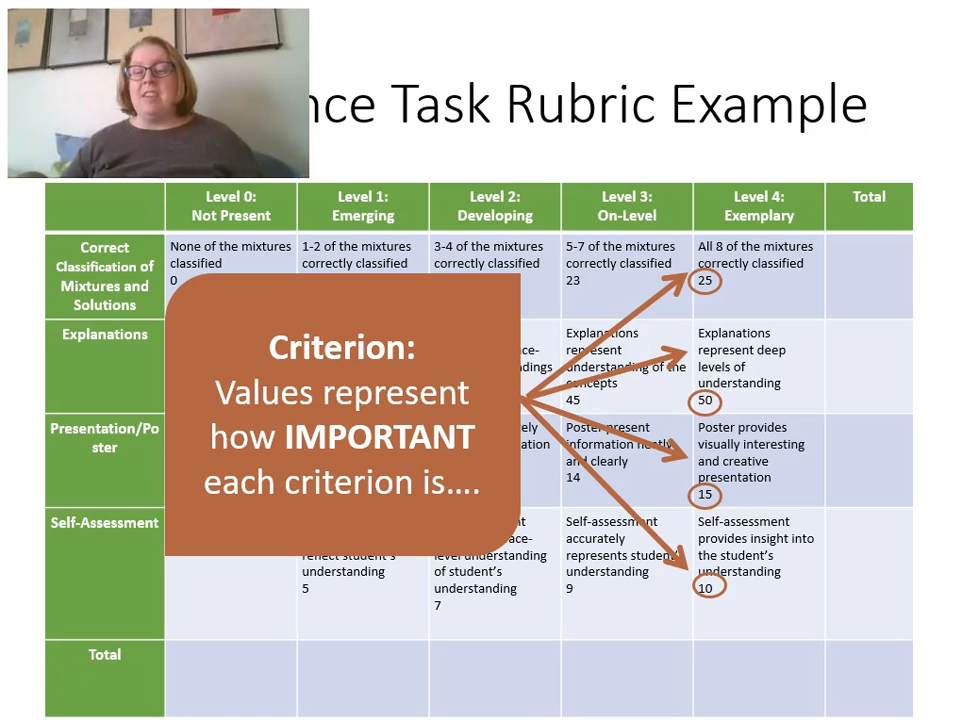 nce Task Rubric Example
Level 0:
Not Present
Level 1:
Emerging
Level 2:
Developing
Level 3:
On-Level
Level 4:
Exemplary
Total
Correct
Classification of
Mixtures and
Solutions
None of the mixtures
classified
0
1-2 of the mixtures
correctly classified
3-4 of the mixtures
correctly classified
5-7 of the mixtures
correctly classified
23
All 8 of the mixtures
correctly classified
25
Explanations
Explanations
represent
understanding of the
concepts
45
Explanations
represent deep
levels of
understanding
50
Presentation/Po
ster
Poster present
information neatly
and clearly
14
Poster provides
visually interesting
and creative
presentation
15
Self-Assessment
reflect student's
understanding
5
level understanding
of student's
understanding
7
Self-assessment
accurately
represents student's
understanding
9
Self-assessment
provides insight into
the student's
understanding
10
Total
Criterion:
Values represent
how IMPORTANT
each criterion is....